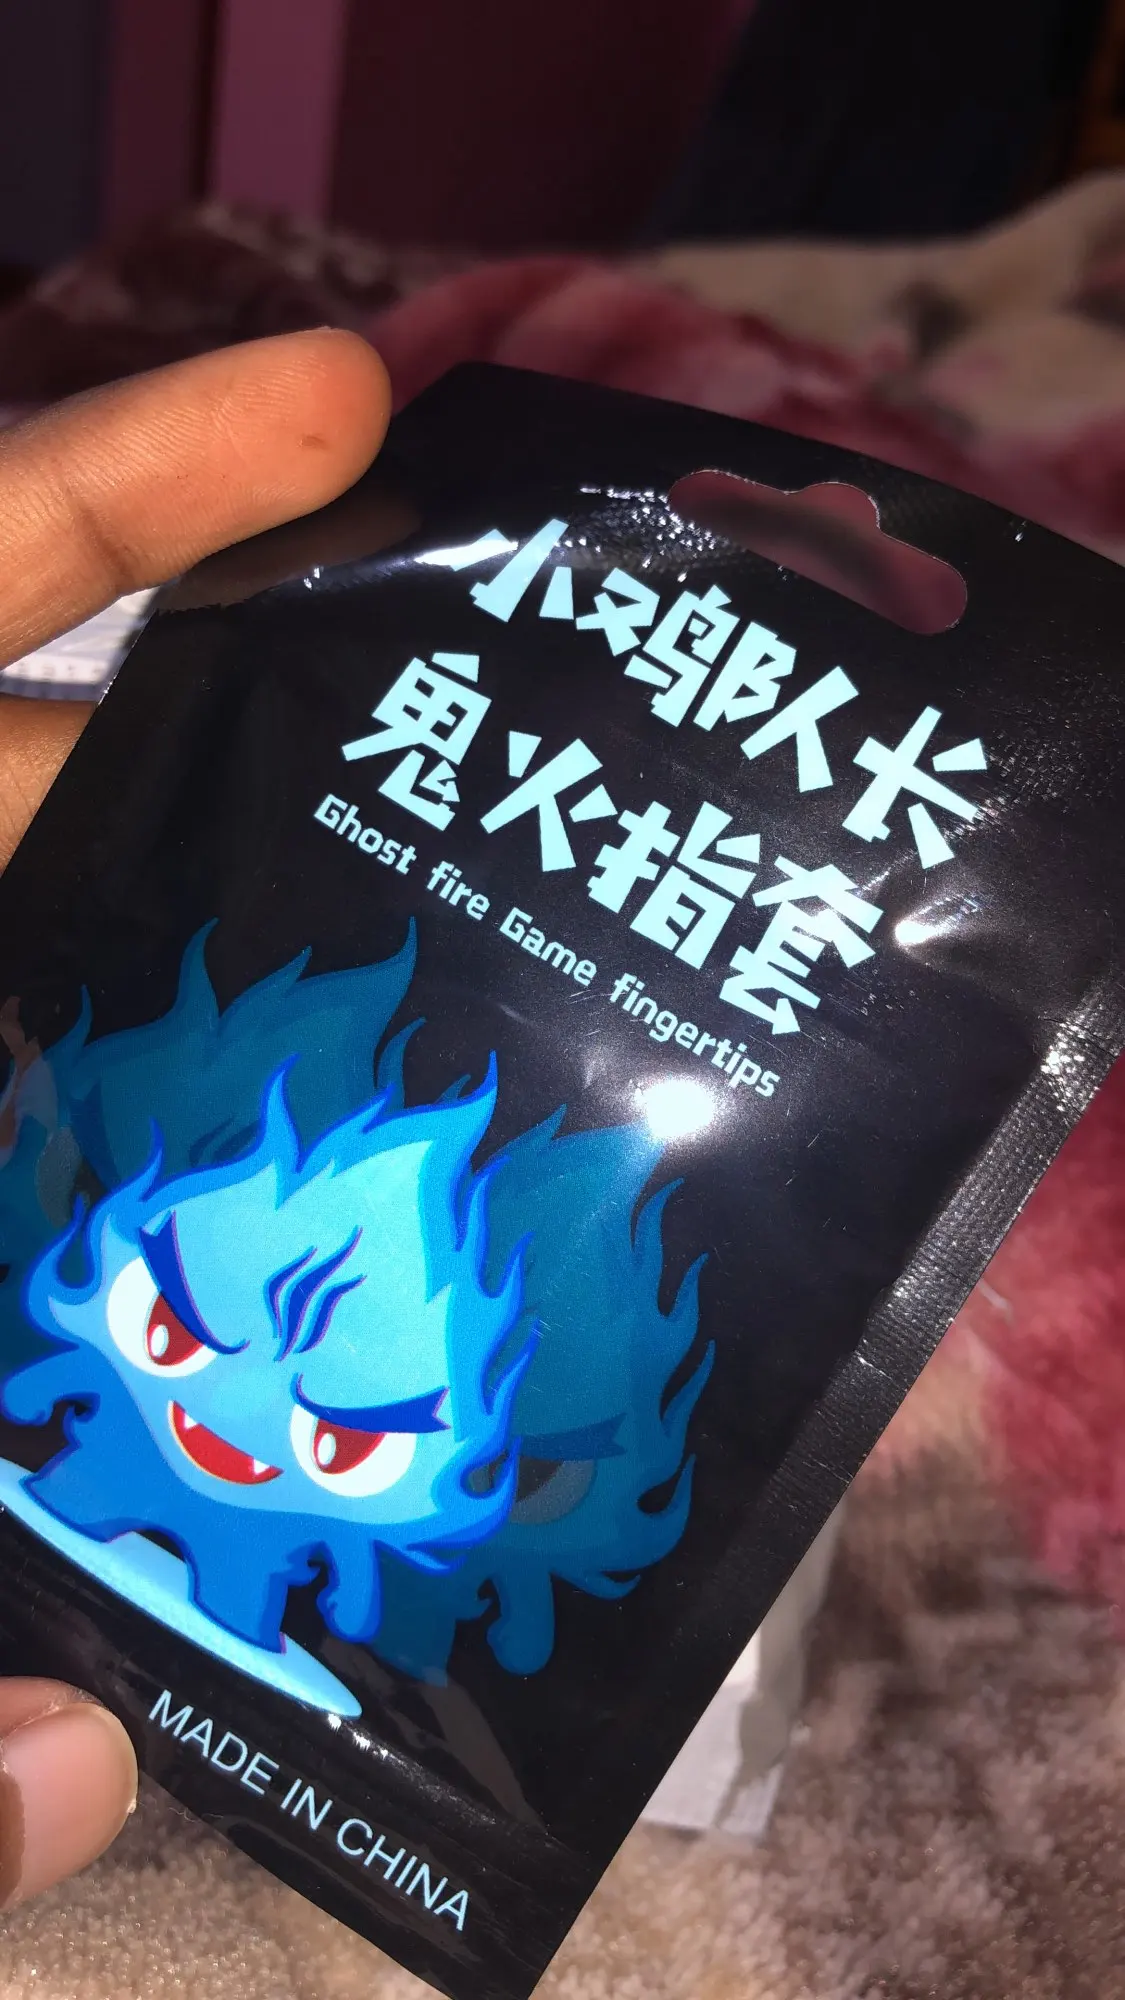 小鸡队长
鬼火指套
Ghost fire Game fingertips
MADE IN CHINA